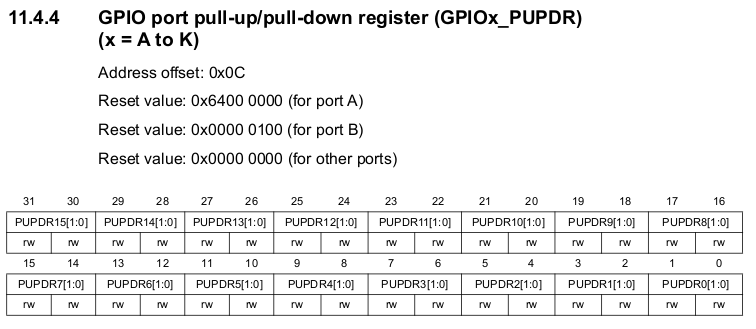 11.4.4 GPIO port pull-up/pull-down register (GPIOx_PUPDR)
(x = A to K)
Address offset: 0x0C
Reset value: 0x6400 0000 (for port A)
Reset value: 0x0000 0100 (for port B)
Reset value: 0x0000 0000 (for other ports)
31 30 29 28 27 26 25 24 23 22 21 20 19 18 17 16
PUPDR15[1:0] PUPDR14[1:0] PUPDR13[1:0] PUPDR12[1:0] PUPDR11[1:0] PUPDR10[1:0] PUPDR9[1:0] PUPDR8[1:0]
rw rw rw rw rw rw rw rw rw rw rw rw rw rw rw rw
15 14 13 12 11 10 9 8 7 6 5 4 3 2 1 0
PUPDR7[1:0] PUPDR6[1:0] PUPDR5[1:0] PUPDR4[1:0] PUPDR3[1:0] PUPDR2[1:0] PUPDR1[1:0] PUPDR0[1:0]
rw rw rw rw rw rw rw rw rw rw rw rw rw rw rw rw